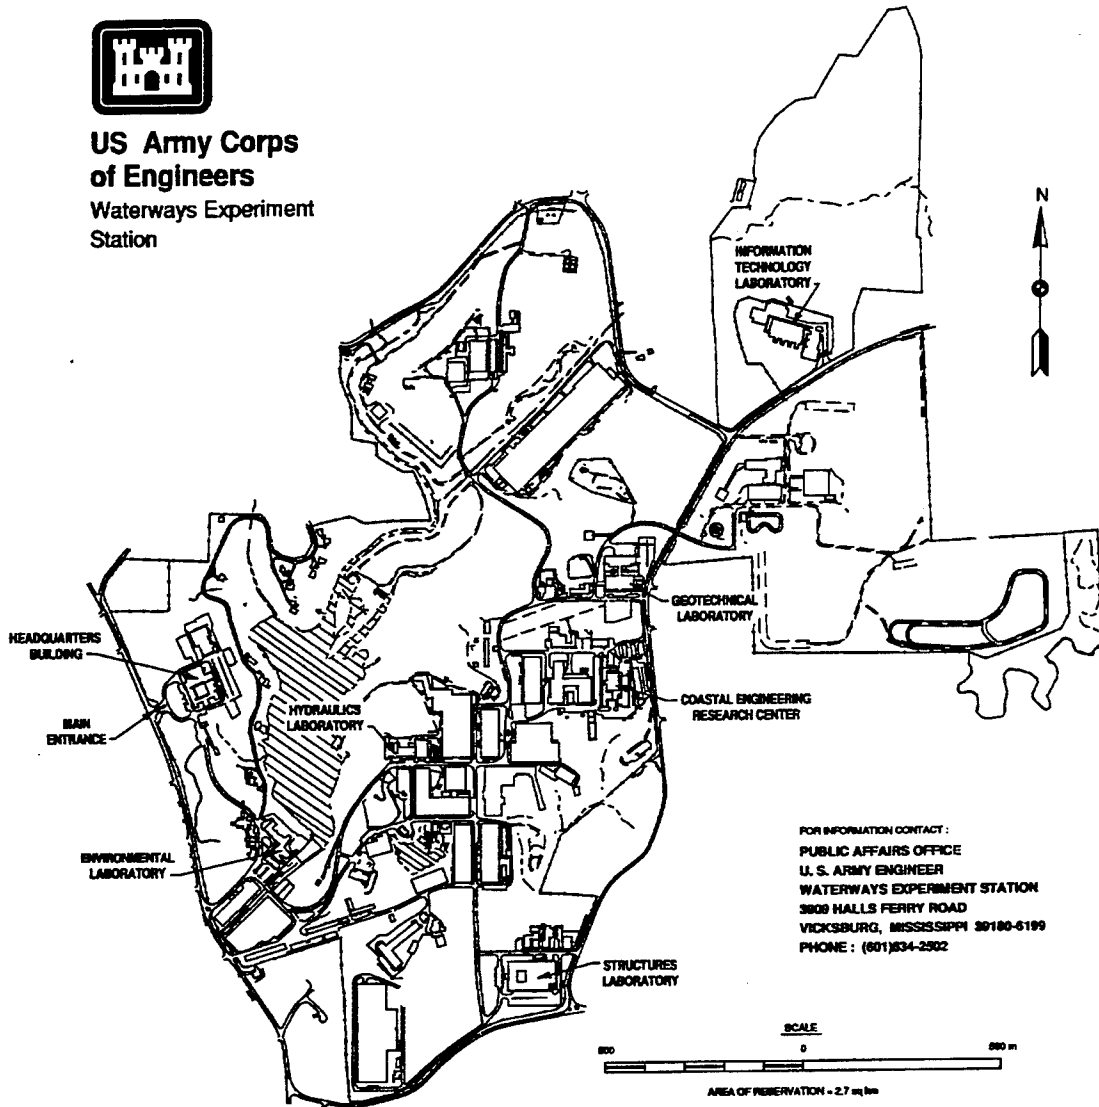 US Army Corps
of Engineers
Waterways Experiment
Station
N
INFORMATION
TECHNOLOGY
LABORATORY
GEOTECHNICAL
LABORATORY
HEADQUARTERS
BUILDING
MAIN
ENTRANCE
HYDRAULICS
LABORATORY
COASTAL ENGINEERING
RESEARCH CENTER
ENVIRONMENTAL
LABORATORY
STRUCTURES
LABORATORY
FOR INFORMATION CONTACT :
PUBLIC AFFAIRS OFFICE
U. S. ARMY ENGINEER
WATERWAYS EXPERIMENT STATION
3909 HALLS FERRY ROAD
VICKSBURG, MISSISSIPPI 39180-6199
PHONE : (601)634-2502
SCALE
0
m
AREA OF RESERVATION = 2.7 sq km